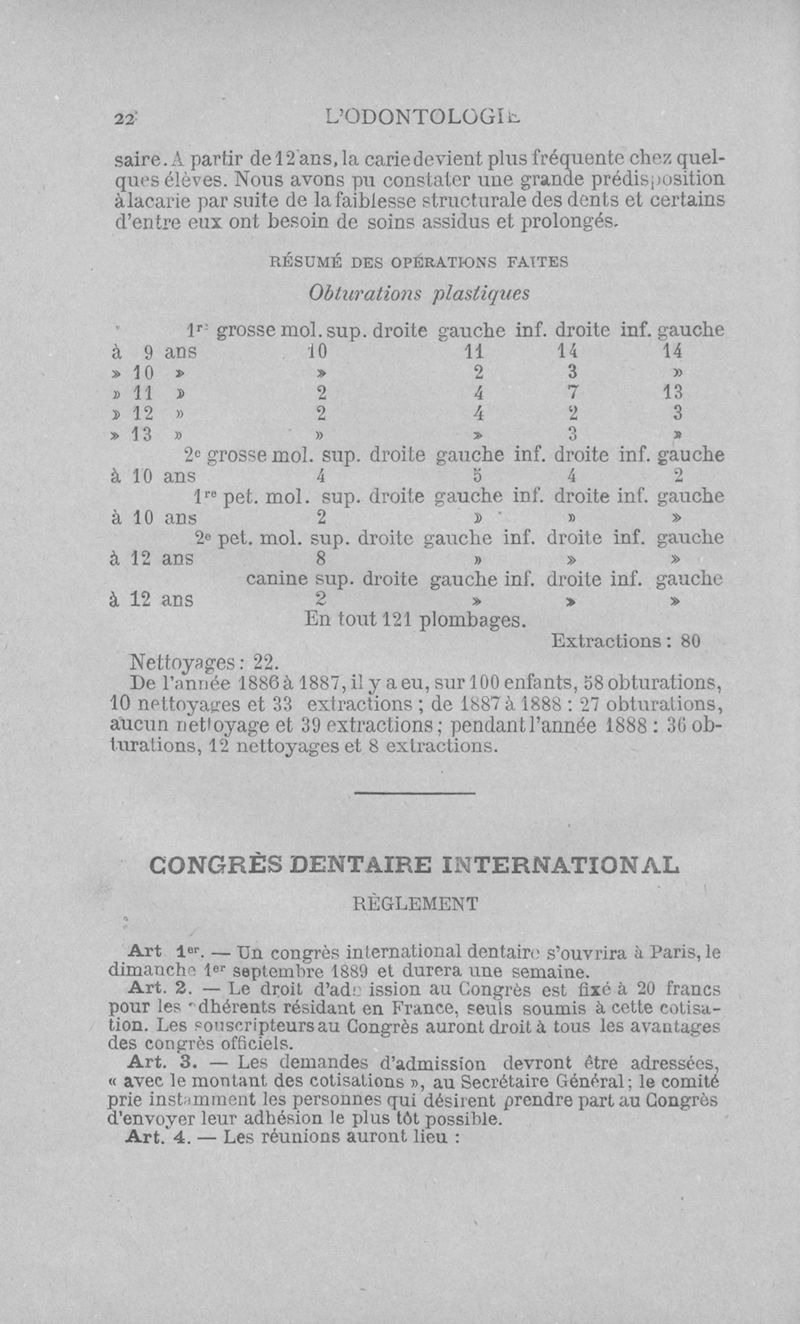 22 L'ODONTOLOGIE
saire. A partir de 12 ans, la carie devient plus fréquente chez quel-
ques élèves. Nous avons pu constater une grande prédisposition
à la carie par suite de la faiblesse structurale des dents et certains
d'entre eux ont besoin de soins assidus et prolongés.
RÉSUMÉ DES OPÉRATIONS FAITES
Obturations plastiques
1re grosse mol. sup. droite gauche inf. droite inf. gauche
à 9 ans 10 11 14 14
» 10 » » 2 3 »
» 11 » 2 4 7 13
» 12 » 2 4 2 3
» 13 » » » 3 »
2e grosse mol. sup. droite gauche inf. droite inf. gauche
à 10 ans 4 5 4 2
1re pet. mol. sup. droite gauche inf. droite inf. gauche
à 10 ans 2 » » »
2e pet. mol. sup. droite gauche inf. droite inf. gauche
à 12 ans 8 » » »
canine sup. droite gauche inf. droite inf. gauche
à 12 ans 2 » » »
En tout 121 plombages.
Extractions : 80
Nettoyages : 22.
De l'année 1886 à 1887, il y a eu, sur 100 enfants, 58 obturations,
10 nettoyages et 33 extractions ; de 1887 à 1888 : 27 obturations,
aucun nettoyage et 39 extractions ; pendant l'année 1888 : 36 ob-
turations, 12 nettoyages et 8 extractions.
CONGRÈS DENTAIRE INTERNATIONAL
RÈGLEMENT
Art 1er. — Un congrès international dentaire s'ouvrira à Paris, le
dimanche 1er septembre 1889 et durera une semaine.
Art. 2. — Le droit d'admission au Congrès est fixé à 20 francs
pour les adhérents résidant en France, seuls soumis à cette cotisa-
tion. Les souscripteurs au Congrès auront droit à tous les avantages
des congrès officiels.
Art. 3. — Les demandes d'admission devront être adressées,
« avec le montant des cotisations », au Secrétaire Général ; le comité
prie instamment les personnes qui désirent prendre part au Congrès
d'envoyer leur adhésion le plus tôt possible.
Art. 4. — Les réunions auront lieu :